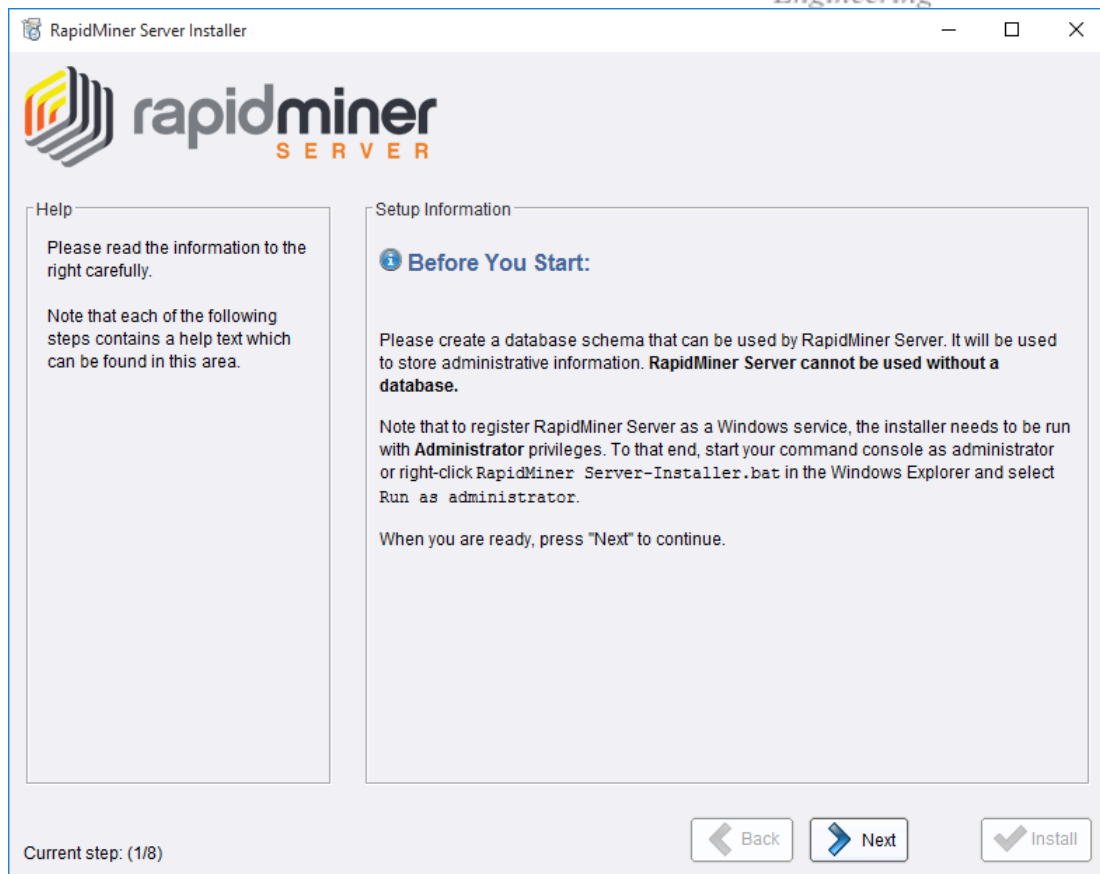 Engineering
RapidMiner Server Installer
rapidminer
SERVER
Help
Please read the information to the
right carefully.
Note that each of the following
steps contains a help text which
can be found in this area.
Setup Information
Before You Start:
Please create a database schema that can be used by RapidMiner Server. It will be used
to store administrative information. RapidMiner Server cannot be used without a
database.
Note that to register RapidMiner Server as a Windows service, the installer needs to be run
with Administrator privileges. To that end, start your command console as administrator
or right-click RapidMiner Server-Installer.bat in the Windows Explorer and select
Run as administrator.
When you are ready, press "Next" to continue.
Current step: (1/8)
Back
Next
Install